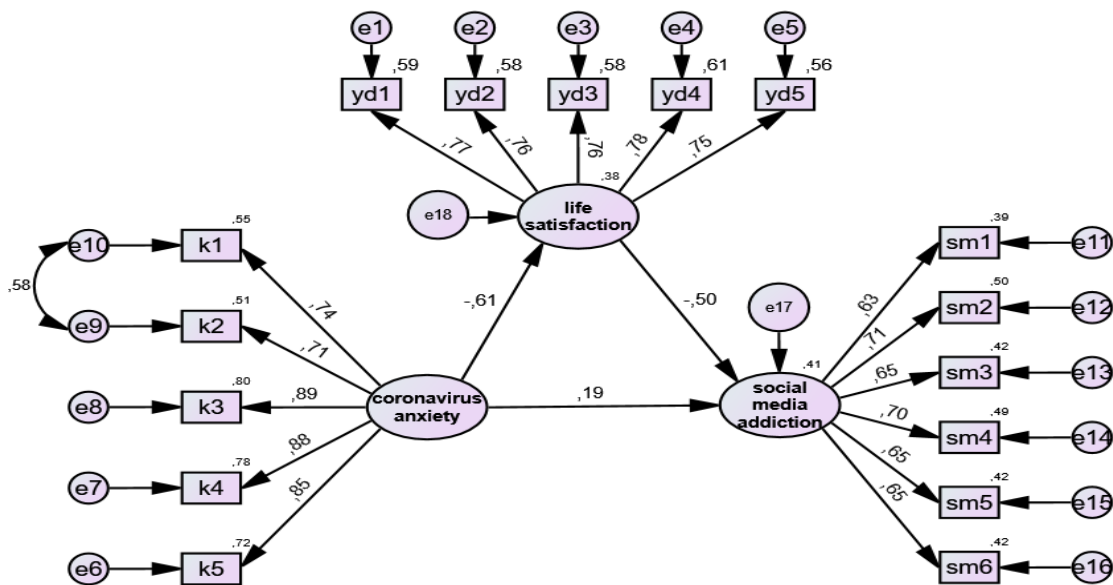 e1 e2 e3 e4 e5
,59 ,58 ,58 ,61 ,56
yd1 yd2 yd3 yd4 yd5
,77 ,76 ,76 ,78 ,75
,38
e18
life
satisfaction
,55
e10 k1
,58
,74
,51
e9 k2
,71
,80
e8 k3
,89
,78
e7 k4
,88
,72
e6 k5
,85
coronavirus
anxiety
-,61
-,50
,19
e17
,41
social
media
addiction
,39
,63 sm1 e11
,50
,71 sm2 e12
,42
,65 sm3 e13
,49
,70 sm4 e14
,42
,65 sm5 e15
,42
,65 sm6 e16